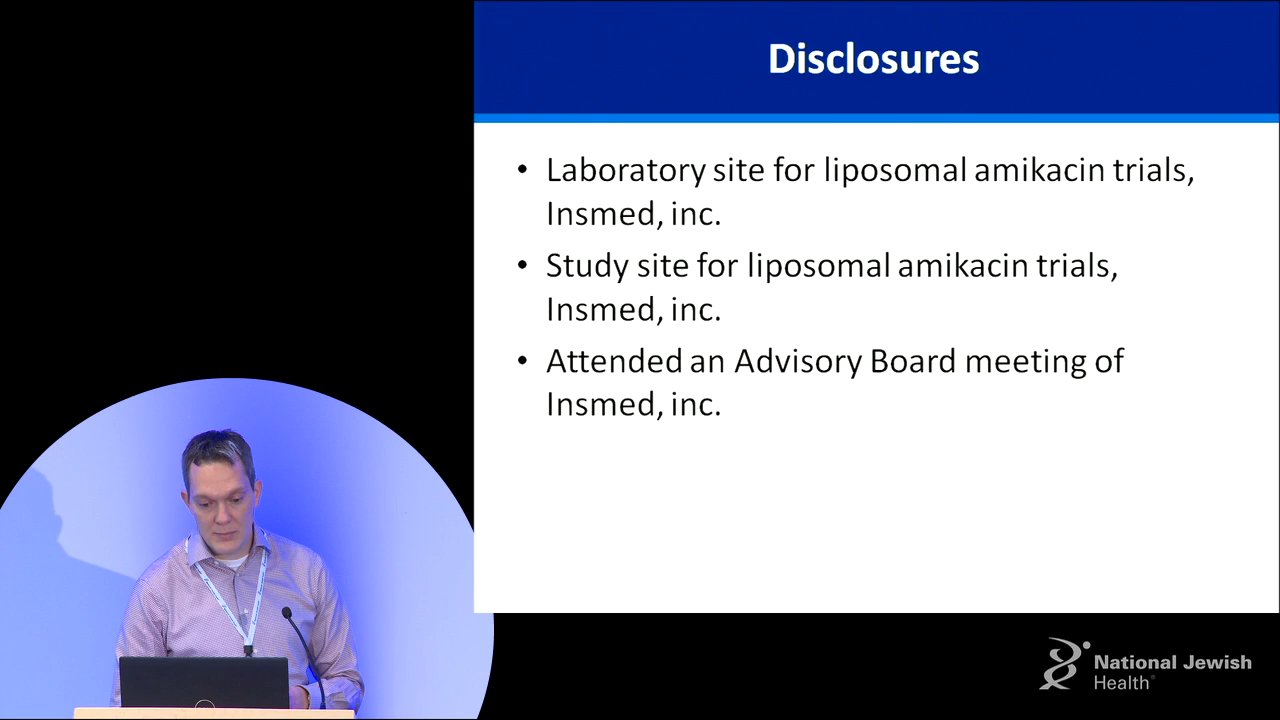 Disclosures
• Laboratory site for liposomal amikacin trials,
Insmed, inc.
• Study site for liposomal amikacin trials,
Insmed, inc.
• Attended an Advisory Board meeting of
Insmed, inc.
National Jewish
Health®